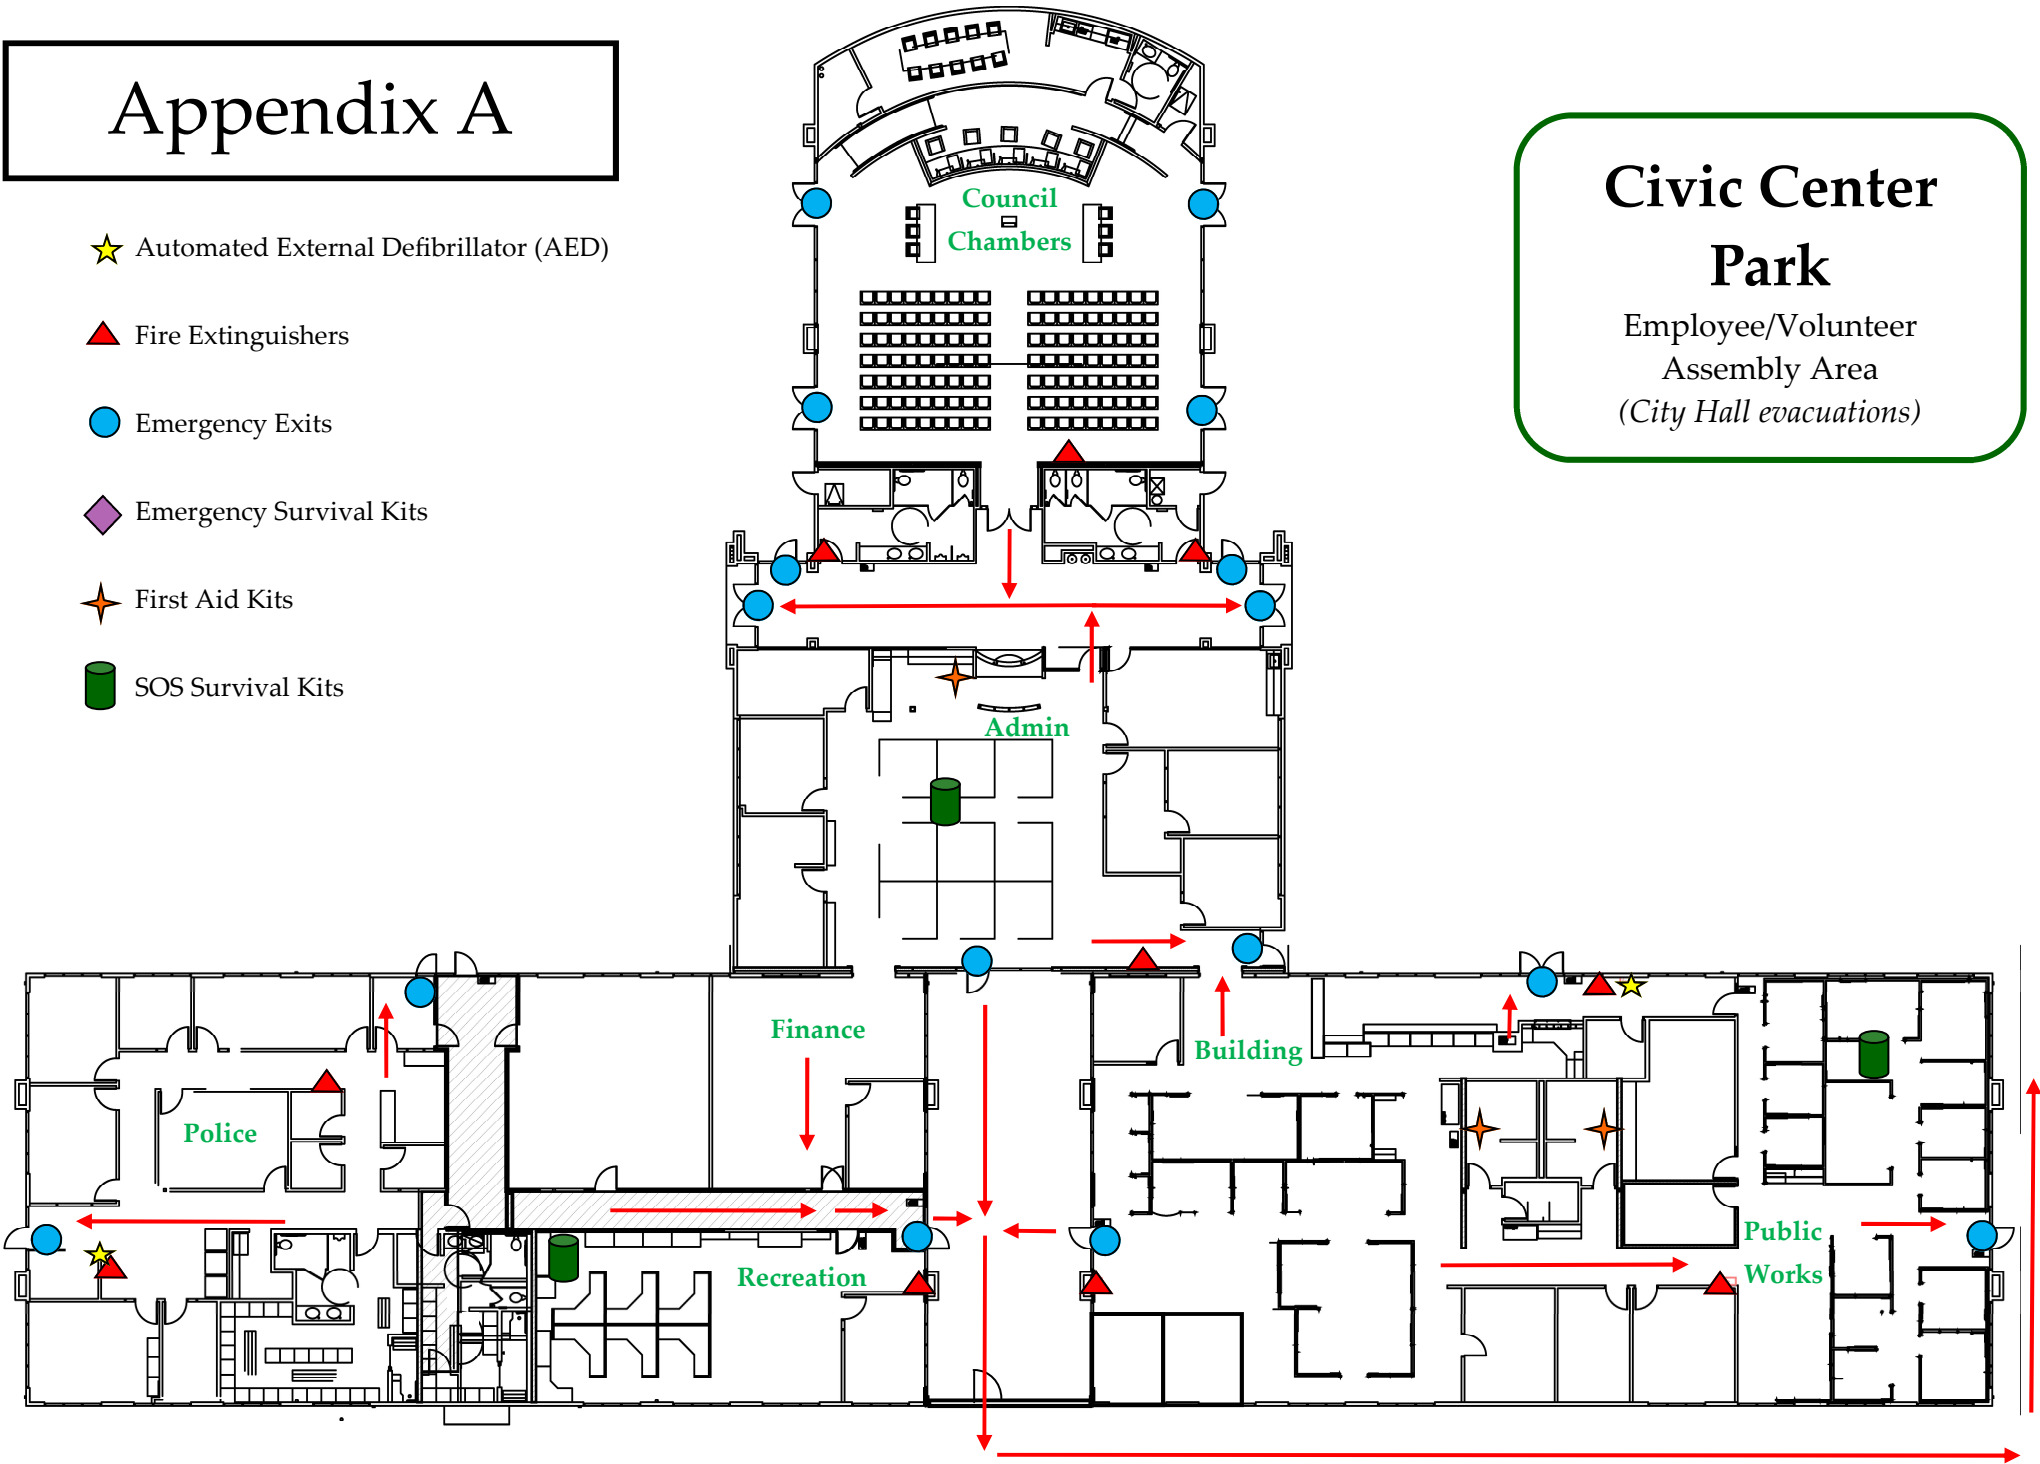 Appendix A
Automated External Defibrillator (AED)
Fire Extinguishers
Emergency Exits
Emergency Survival Kits
First Aid Kits
SOS Survival Kits
Civic Center
Park
Employee/Volunteer
Assembly Area
(City Hall evacuations)
Council
Chambers
Admin
Finance
Building
Police
Recreation
Public
Works